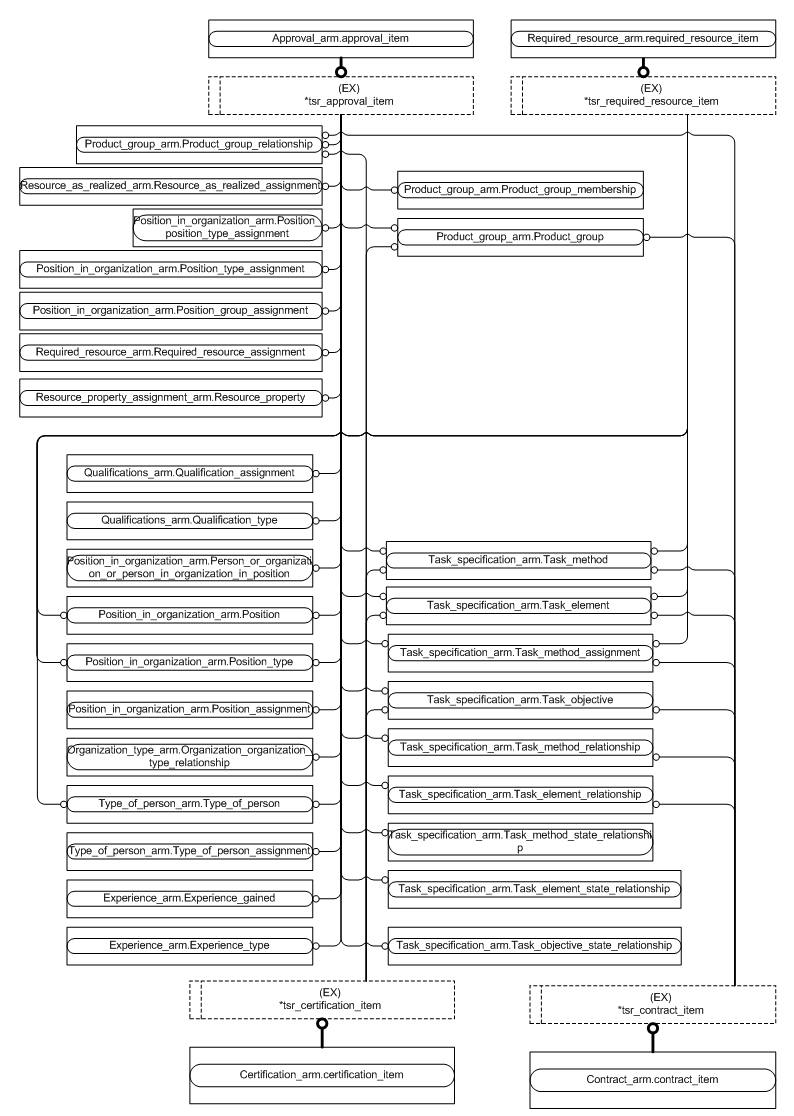 Approval_arm.approval_item
Required_resource_arm.required_resource_item
(EX)
*tsr_approval_item
(EX)
*tsr_required_resource_item
Product_group_arm.Product_group_relationship
Resource_as_realized_arm.Resource_as_realized_assignment
Product_group_arm.Product_group_membership
Position_in_organization_arm.Position_
position_type_assignment
Product_group_arm.Product_group
Position_in_organization_arm.Position_type_assignment
Position_in_organization_arm.Position_group_assignment
Required_resource_arm.Required_resource_assignment
Resource_property_assignment_arm.Resource_property
Qualifications_arm.Qualification_assignment
Qualifications_arm.Qualification_type
Position_in_organization_arm.Person_or_organizati
on_or_person_in_organization_in_position
Task_specification_arm.Task_method
Position_in_organization_arm.Position
Task_specification_arm.Task_element
Position_in_organization_arm.Position_type
Task_specification_arm.Task_method_assignment
Position_in_organization_arm.Position_assignment
Task_specification_arm.Task_objective
Organization_type_arm.Organization_organization_
type_relationship
Task_specification_arm.Task_method_relationship
Type_of_person_arm.Type_of_person
Task_specification_arm.Task_element_relationship
Type_of_person_arm.Type_of_person_assignment
Task_specification_arm.Task_method_state_relationshi
p
Experience_arm.Experience_gained
Task_specification_arm.Task_element_state_relationship
Experience_arm.Experience_type
Task_specification_arm.Task_objective_state_relationship
(EX)
*tsr_certification_item
(EX)
*tsr_contract_item
Certification_arm.certification_item
Contract_arm.contract_item